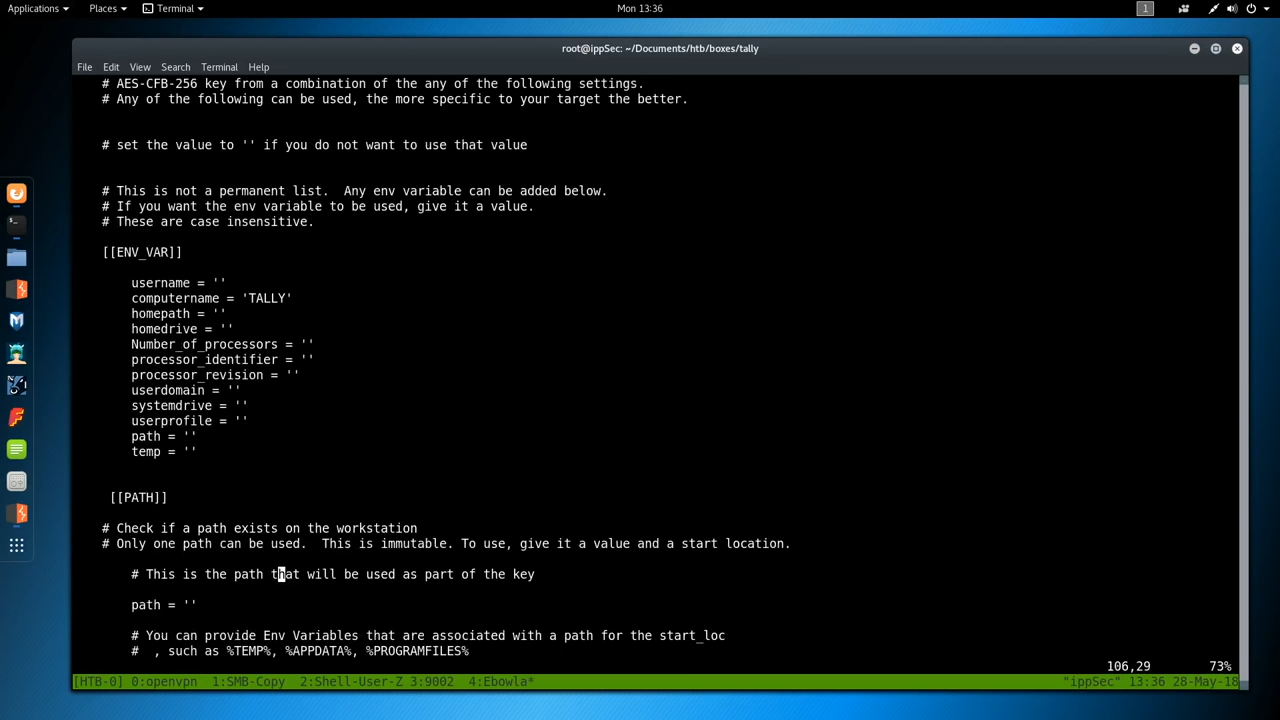 Applications Places Terminal Mon 13:36 1
root@ippSec: ~/Documents/htb/boxes/tally
File Edit View Search Terminal Help
# AES-CFB-256 key from a combination of the any of the following settings.
# Any of the following can be used, the more specific to your target the better.
# set the value to '' if you do not want to use that value
# This is not a permanent list.  Any env variable can be added below.
# If you want the env variable to be used, give it a value.
# These are case insensitive.
[[ENV_VAR]]
username = ''
computername = 'TALLY'
homepath = ''
homedrive = ''
Number_of_processors = ''
processor_identifier = ''
processor_revision = ''
userdomain = ''
systemdrive = ''
userprofile = ''
path = ''
temp = ''
[[PATH]]
# Check if a path exists on the workstation
# Only one path can be used.  This is immutable. To use, give it a value and a start location.
# This is the path that will be used as part of the key
path = ''
# You can provide Env Variables that are associated with a path for the start_loc
#  , such as %TEMP%, %APPDATA%, %PROGRAMFILES%
106,29 73%
[HTB-0] 0:openvpn  1:SMB-Copy  2:Shell-User-Z 3:9002  4:Ebowla* "ippSec" 13:36 28-May-18